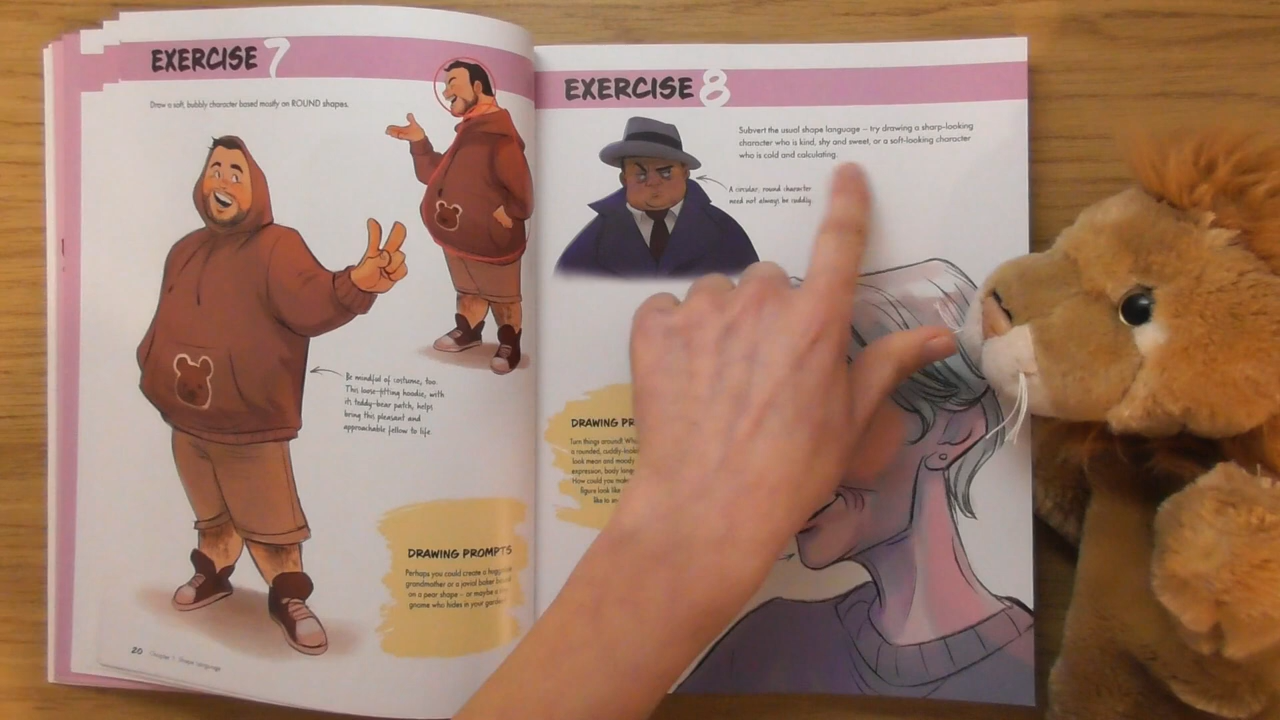 EXERCISE 7
Draw a soft, bubbly character based mostly on ROUND shapes.
Be mindful of costume, too.
This loose-fitting hoodie, with
its teddy-bear patch, helps
bring this pleasant and
approachable fellow to life.
DRAWING PROMPTS
Perhaps you could create a
grandmother or a jovial baker
on a pear shape – or maybe a
gnome who hides in your
20 Chapter 1: Shape Language
EXERCISE 8
Subvert the usual shape language – try drawing a sharp-looking
character who is kind, shy and sweet, or a soft-looking character
who is cold and calculating.
A circular, round character
need not always be cuddly.
DRAWING PR
Turn things around!
a rounded,
look mean and moody
expression, body
How could you
figure look like
like to